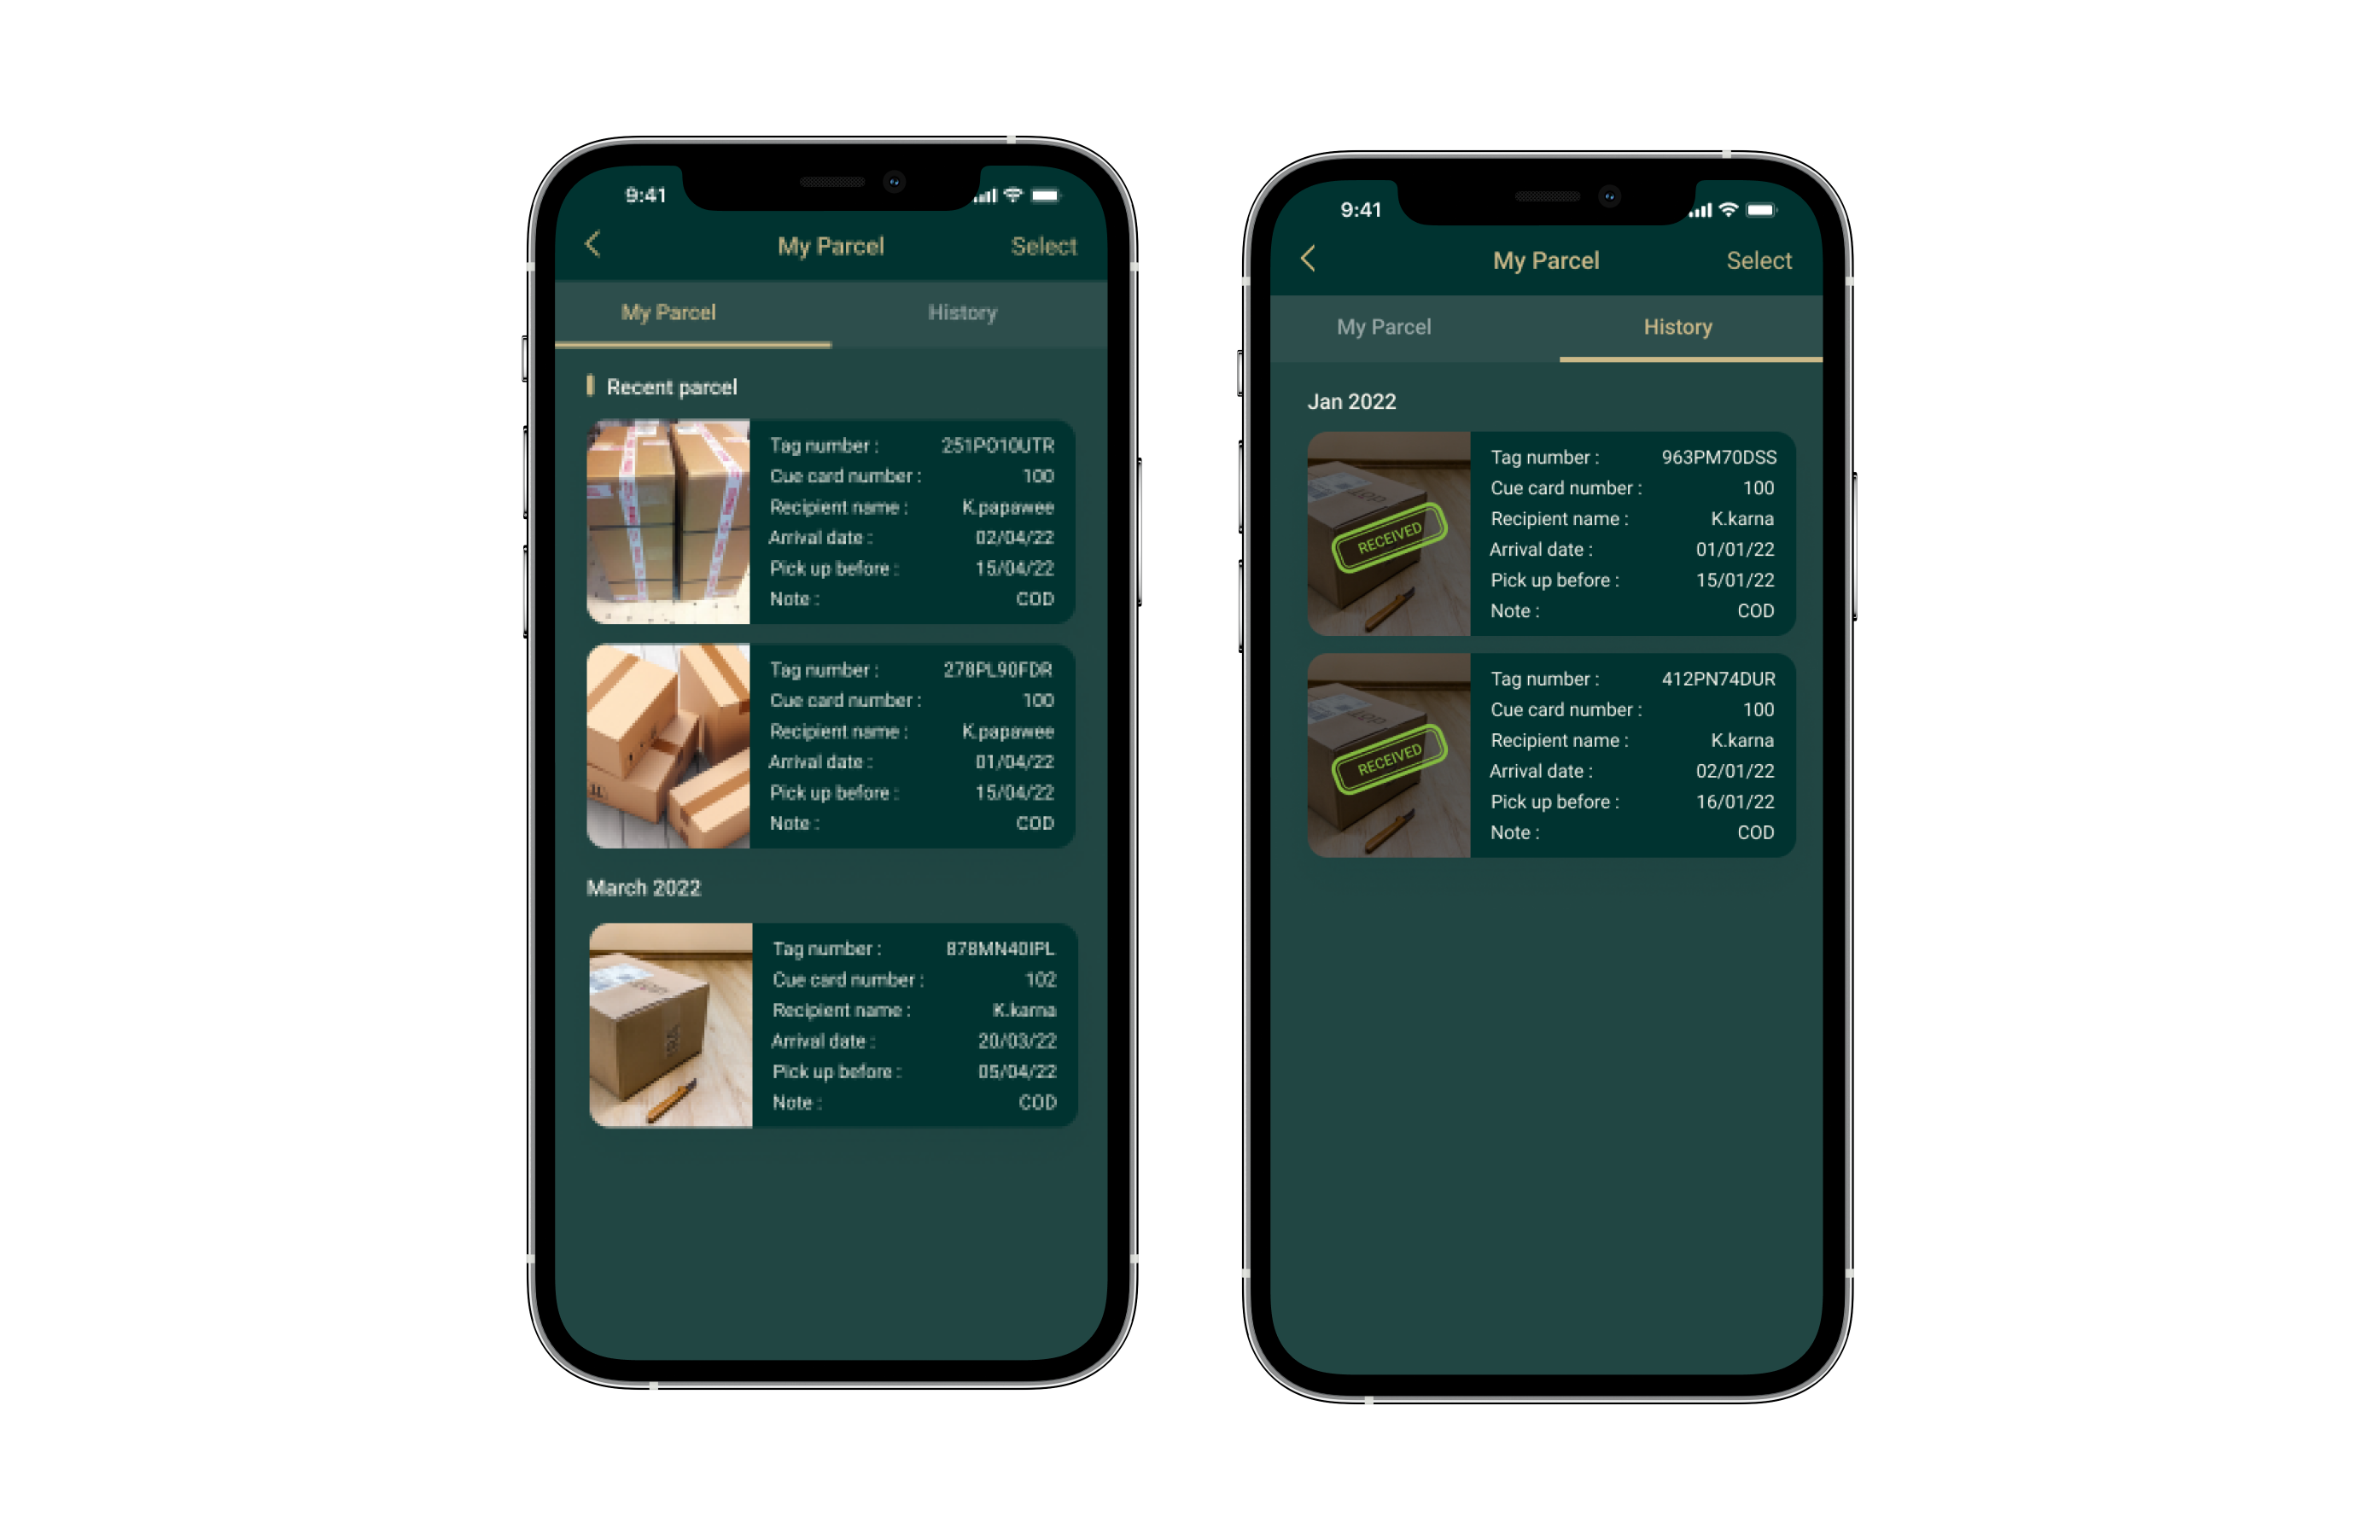 9:41
My Parcel Select
My Parcel History
Recent parcel
Tag number : 251PO10UTR
Cue card number : 100
Recipient name : K.papawee
Arrival date : 02/04/22
Pick up before : 15/04/22
Note : COD
Tag number : 278PL90FDR
Cue card number : 100
Recipient name : K.papawee
Arrival date : 01/04/22
Pick up before : 15/04/22
Note : COD
March 2022
Tag number : 878MN40IPL
Cue card number : 102
Recipient name : K.karna
Arrival date : 20/03/22
Pick up before : 05/04/22
Note : COD
9:41
My Parcel Select
My Parcel History
Jan 2022
RECEIVED
Tag number : 963PM70DSS
Cue card number : 100
Recipient name : K.karna
Arrival date : 01/01/22
Pick up before : 15/01/22
Note : COD
RECEIVED
Tag number : 412PN74DUR
Cue card number : 100
Recipient name : K.karna
Arrival date : 02/01/22
Pick up before : 16/01/22
Note : COD